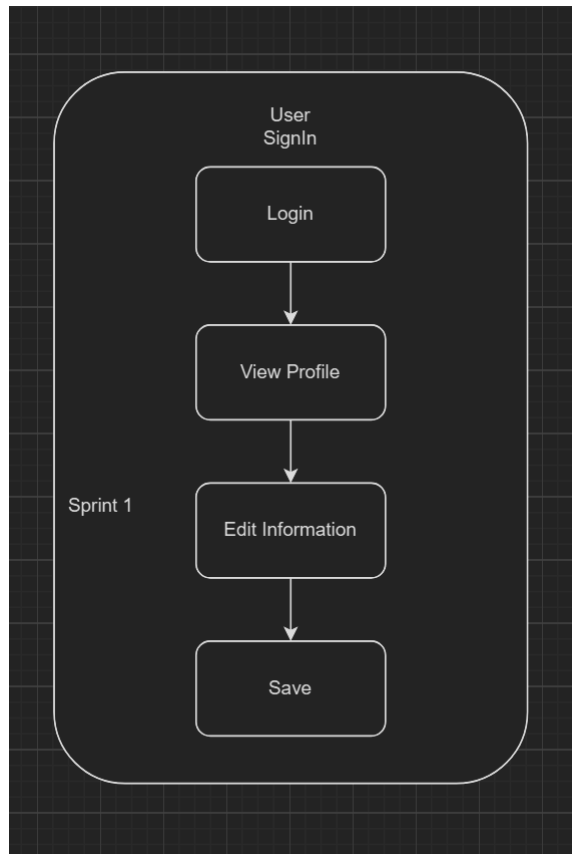 User
SignIn
Login
View Profile
Sprint 1
Edit Information
Save